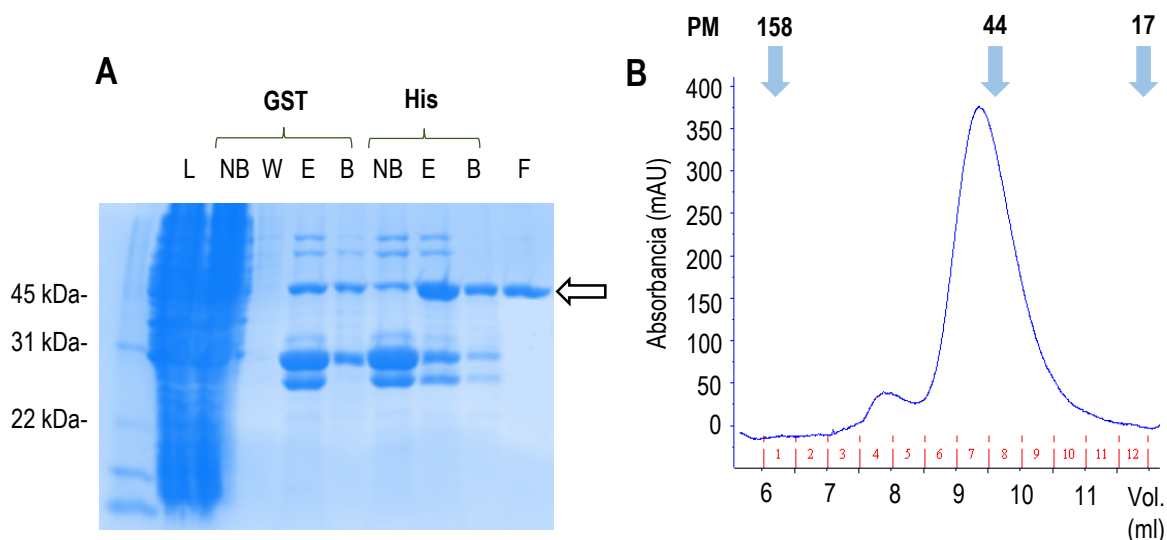 A
GST His
L NB W E B NB E B F
45 kDa-
31 kDa-
22 kDa-
PM 158 44 17
B
Absorbancia (mAU)
400
350
300
250
200
150
100
50
0
1 2 3 4 5 6 7 8 9 10 11 12
6 7 8 9 10 11 Vol.
(ml)